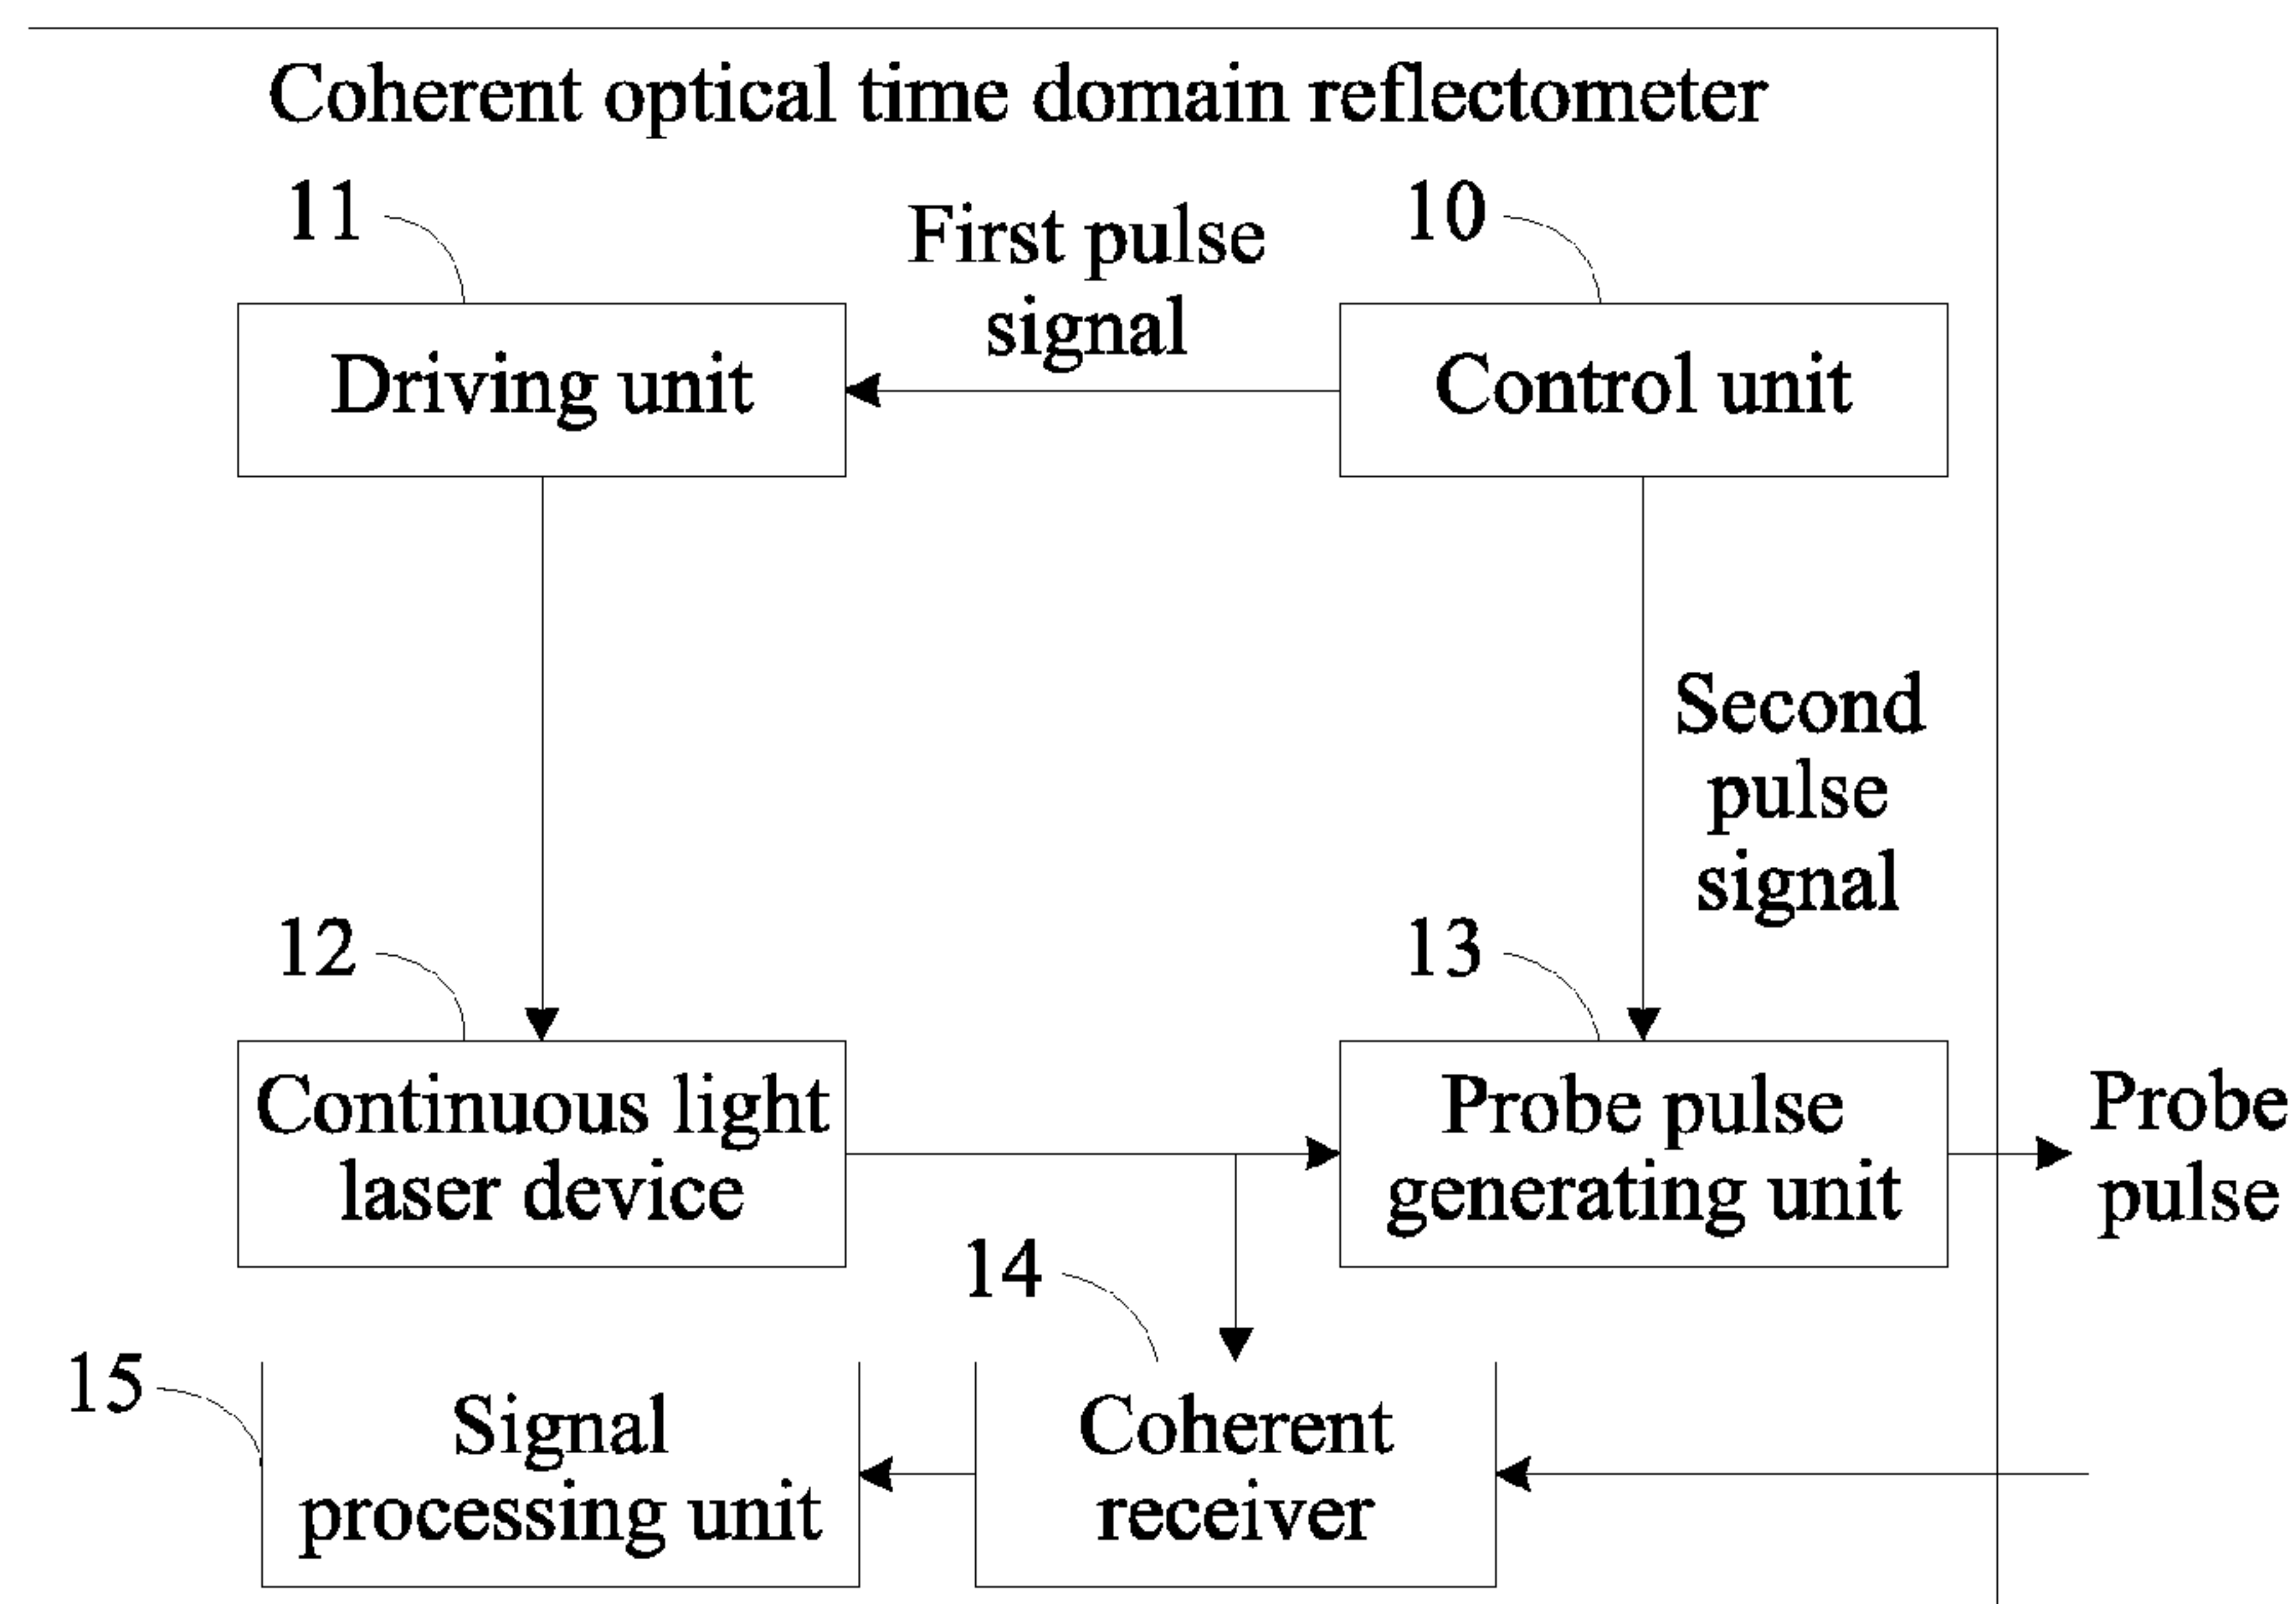 Coherent optical time domain reflectometer
11
First pulse
signal
10
Driving unit
Control unit
Second
pulse
signal
12
13
Continuous light
laser device
Probe pulse
generating unit
Probe
pulse
14
15
Signal
processing unit
Coherent
receiver